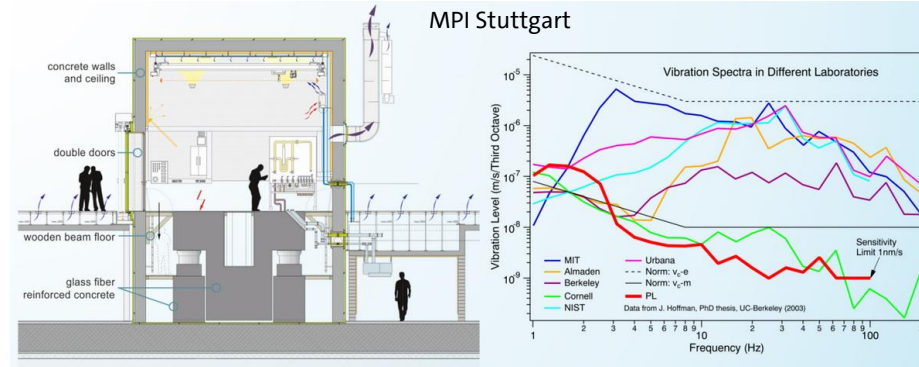 MPI Stuttgart
concrete walls
and ceiling
double doors
wooden beam floor
glass fiber
reinforced concrete
Vibration Spectra in Different Laboratories
Vibration Level (m/s/Third Octave)
10^-5
10^-6
10^-7
10^-8
10^-9
MIT
Almaden
Berkeley
Cornell
NIST
Urbana
Norm: v_c-e
Norm: v_c-m
PL
Sensitivity
Limit 1nm/s
Data from J. Hoffman, PhD thesis, UC-Berkeley (2003)
1 2 3 4 5 6 7 8 9 10 2 3 4 5 6 7 8 9 100
Frequency (Hz)